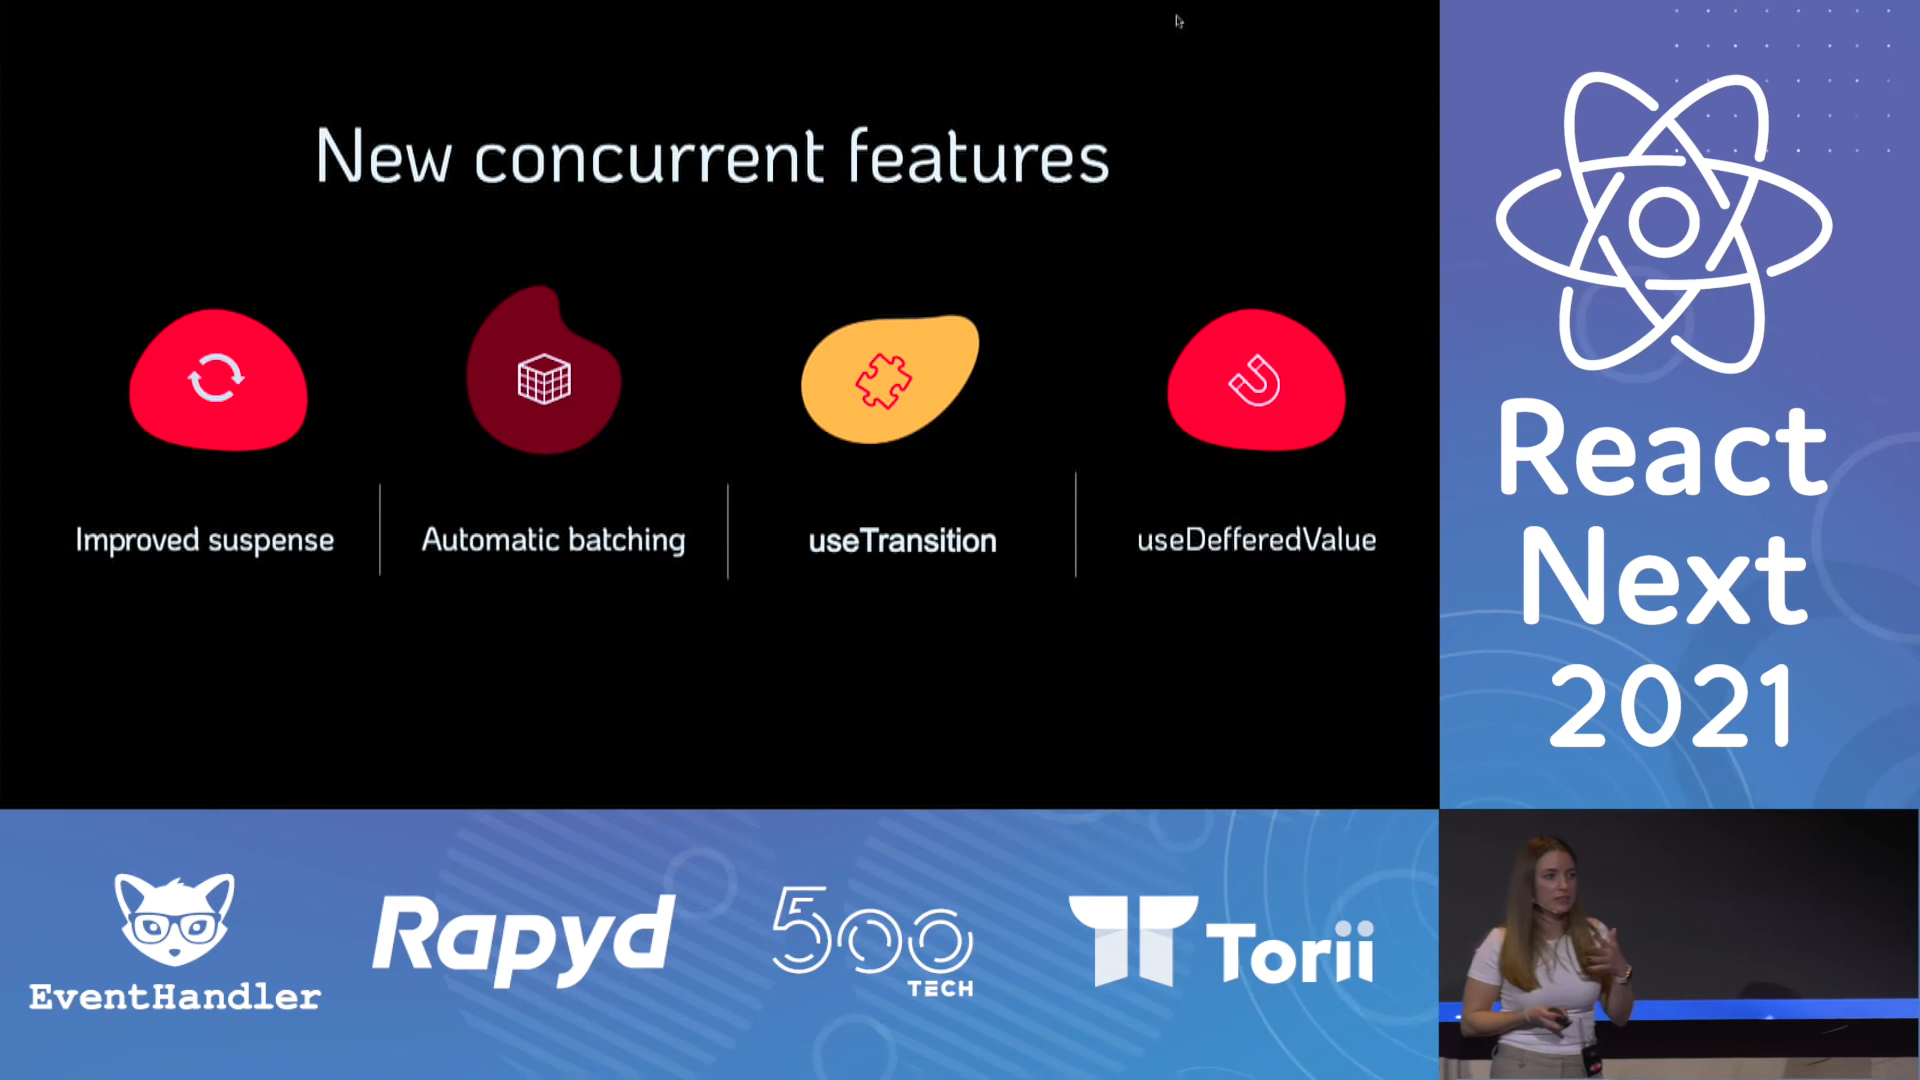 New concurrent features
Improved suspense
Automatic batching
useTransition
useDefferedValue
React
Next
2021
EventHandler
Rapyd
500
TECH
Torii